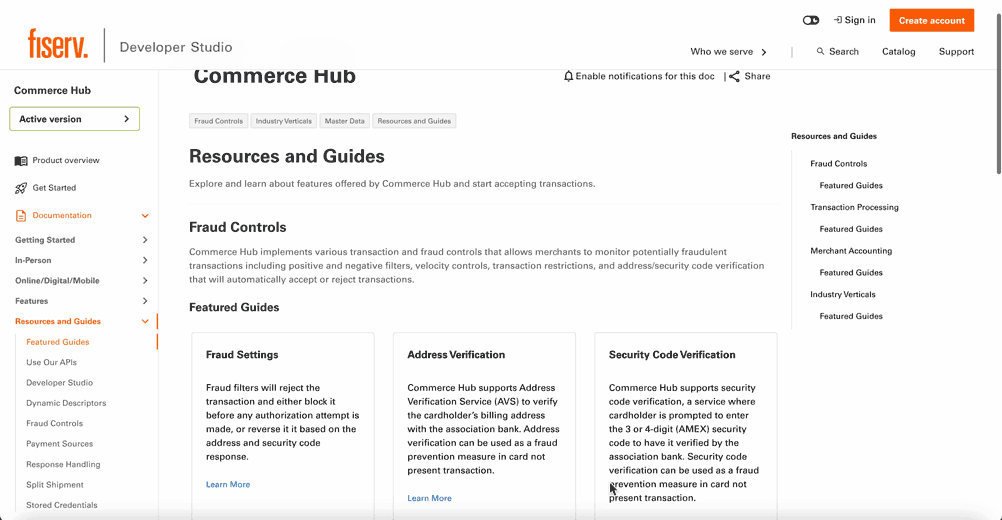 Sign in
Create account
fiserv.
Developer Studio
Who we serve
Search
Catalog
Support
Commerce Hub
Active version
Product overview
Get Started
Documentation
Getting Started
In-Person
Online/Digital/Mobile
Features
Resources and Guides
Featured Guides
Use Our APIs
Developer Studio
Dynamic Descriptors
Fraud Controls
Payment Sources
Response Handling
Split Shipment
Stored Credentials
Commerce Hub
Enable notifications for this doc
Share
Fraud Controls
Industry Verticals
Master Data
Resources and Guides
Resources and Guides
Explore and learn about features offered by Commerce Hub and start accepting transactions.
Fraud Controls
Commerce Hub implements various transaction and fraud controls that allows merchants to monitor potentially fraudulent
transactions including positive and negative filters, velocity controls, transaction restrictions, and address/security code verification
that will automatically accept or reject transactions.
Featured Guides
Fraud Settings
Fraud filters will reject the
transaction and either block it
before any authorization attempt is
made, or reverse it it based on the
address and security code
response.
Learn More
Address Verification
Commerce Hub supports Address
Verification Service (AVS) to verify
the cardholder's billing address
with the association bank. Address
verification can be used as a fraud
prevention measure in card not
present transaction.
Learn More
Security Code Verification
Commerce Hub supports security
code verification, a service where
cardholder is prompted to enter
the 3 or 4-digit (AMEX) security
code to have it verified by the
association bank. Security code
verification can be used as a fraud
prevention measure in card not
present transaction.
Resources and Guides
Fraud Controls
Featured Guides
Transaction Processing
Featured Guides
Merchant Accounting
Featured Guides
Industry Verticals
Featured Guides